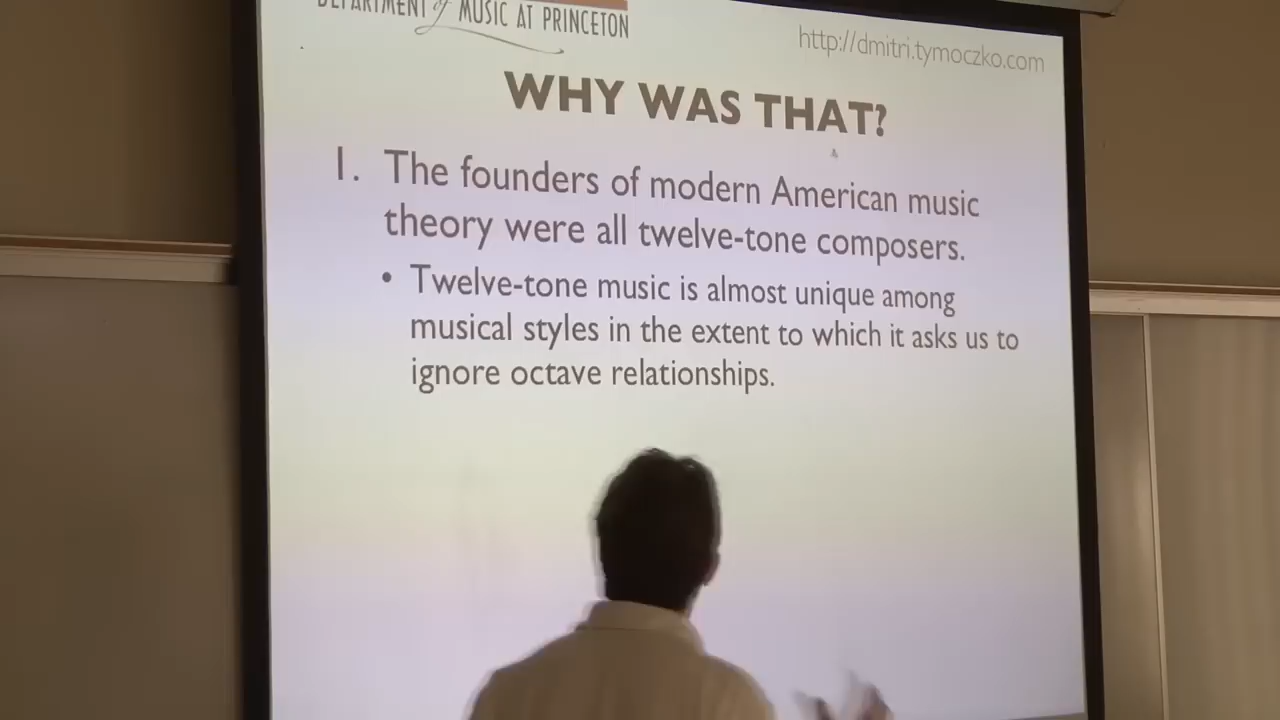 DEPARTMENT of MUSIC AT PRINCETON
http://dmitri.tymoczko.com
WHY WAS THAT?
1. The founders of modern American music
theory were all twelve-tone composers.
• Twelve-tone music is almost unique among
musical styles in the extent to which it asks us to
ignore octave relationships.